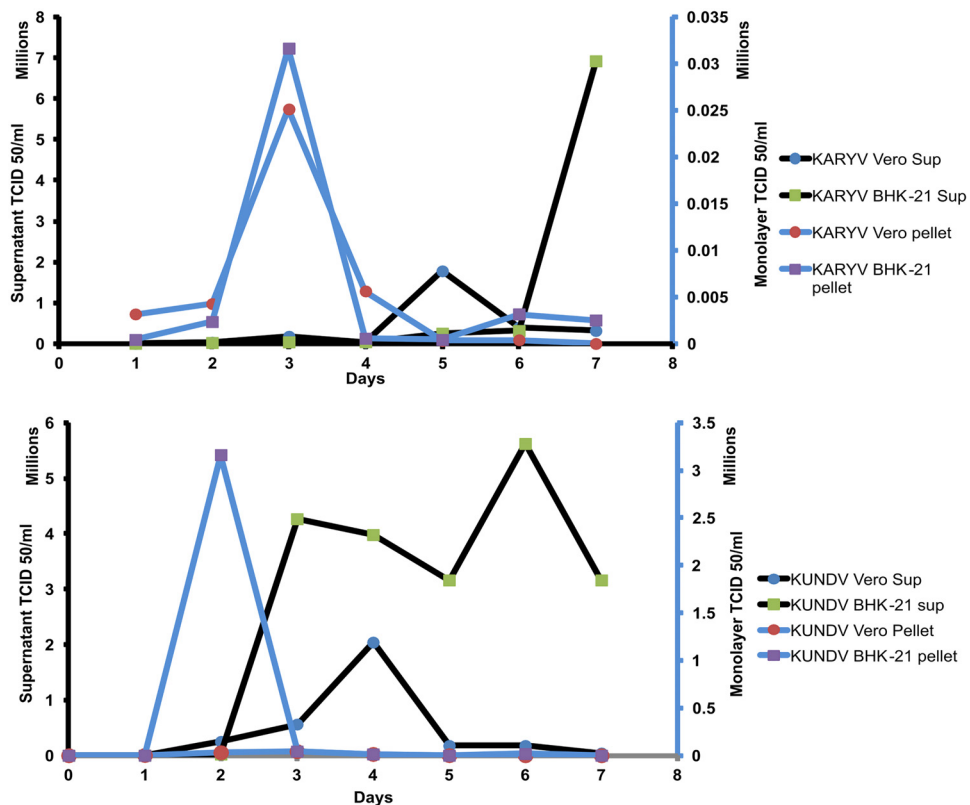 8
7
6
5
4
3
2
1
0
Millions
Supernatant TCID 50/ml
0.035
0.03
0.025
0.02
0.015
0.01
0.005
0
Millions
Monolayer TCID 50/ml
0 1 2 3 4 5 6 7 8
Days
KARYV Vero Sup
KARYV BHK-21 Sup
KARYV Vero pellet
KARYV BHK-21
pellet
6
5
4
3
2
1
0
Millions
Supernatant TCID 50/ml
3.5
3
2.5
2
1.5
1
0.5
0
Millions
Monolayer TCID 50/ml
0 1 2 3 4 5 6 7 8
Days
KUNDV Vero Sup
KUNDV BHK-21 sup
KUNDV Vero Pellet
KUNDV BHK-21 pellet